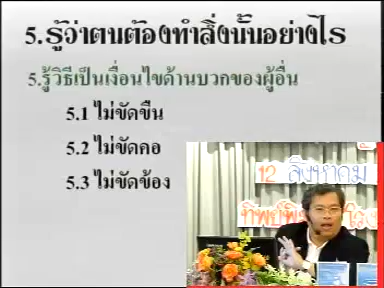 5.รู้ว่าตนต้องทำสิ่งนั้นอย่างไร
5.รู้วิธีเป็นเงื่อนไขด้านบวกของผู้อื่น
5.1 ไม่ขัดขืน
5.2 ไม่ขัดคอ
5.3 ไม่ขัดข้อง
12 สิงหาคม